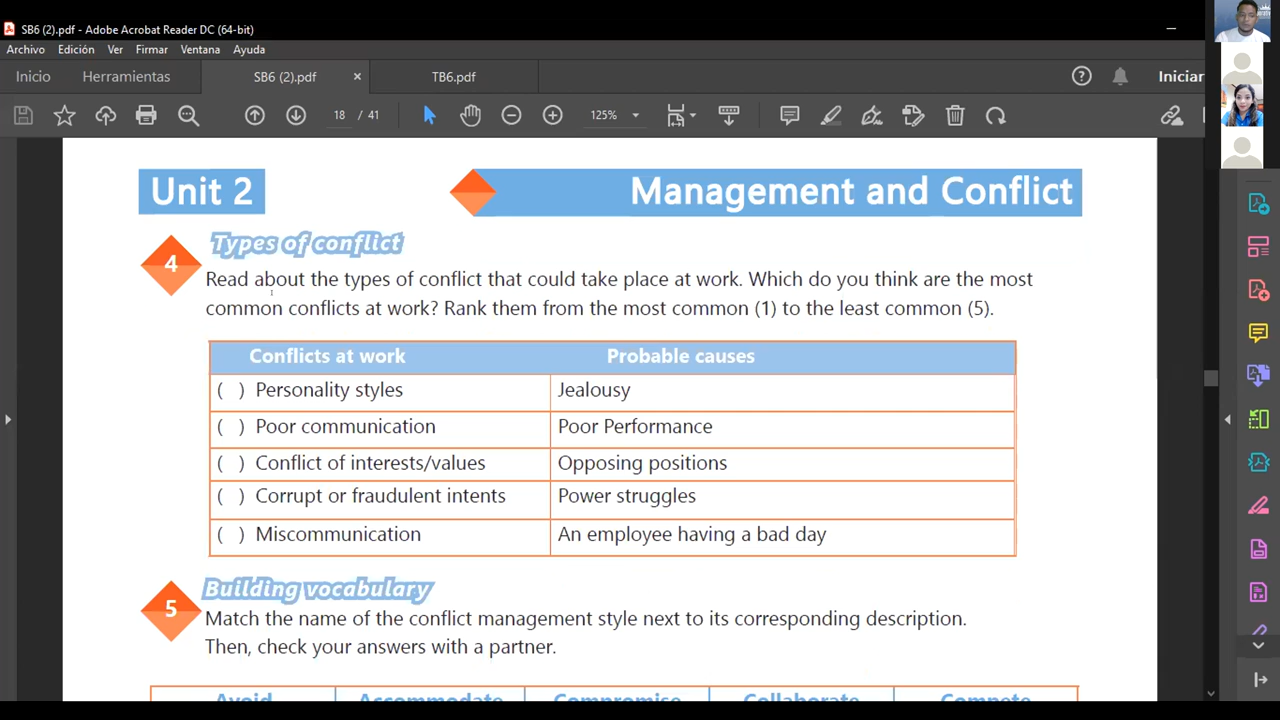 SB6 (2).pdf - Adobe Acrobat Reader DC (64-bit)
Archivo Edición Ver Firmar Ventana Ayuda
Inicio Herramientas SB6 (2).pdf × TB6.pdf Iniciar
18 / 41 125%
Unit 2 Management and Conflict
4 Types of conflict
Read about the types of conflict that could take place at work. Which do you think are the most
common conflicts at work? Rank them from the most common (1) to the least common (5).
Conflicts at work Probable causes
( ) Personality styles Jealousy
( ) Poor communication Poor Performance
( ) Conflict of interests/values Opposing positions
( ) Corrupt or fraudulent intents Power struggles
( ) Miscommunication An employee having a bad day
5 Building vocabulary
Match the name of the conflict management style next to its corresponding description.
Then, check your answers with a partner.
Avoid Accommodate Compromise Collaborate Compete